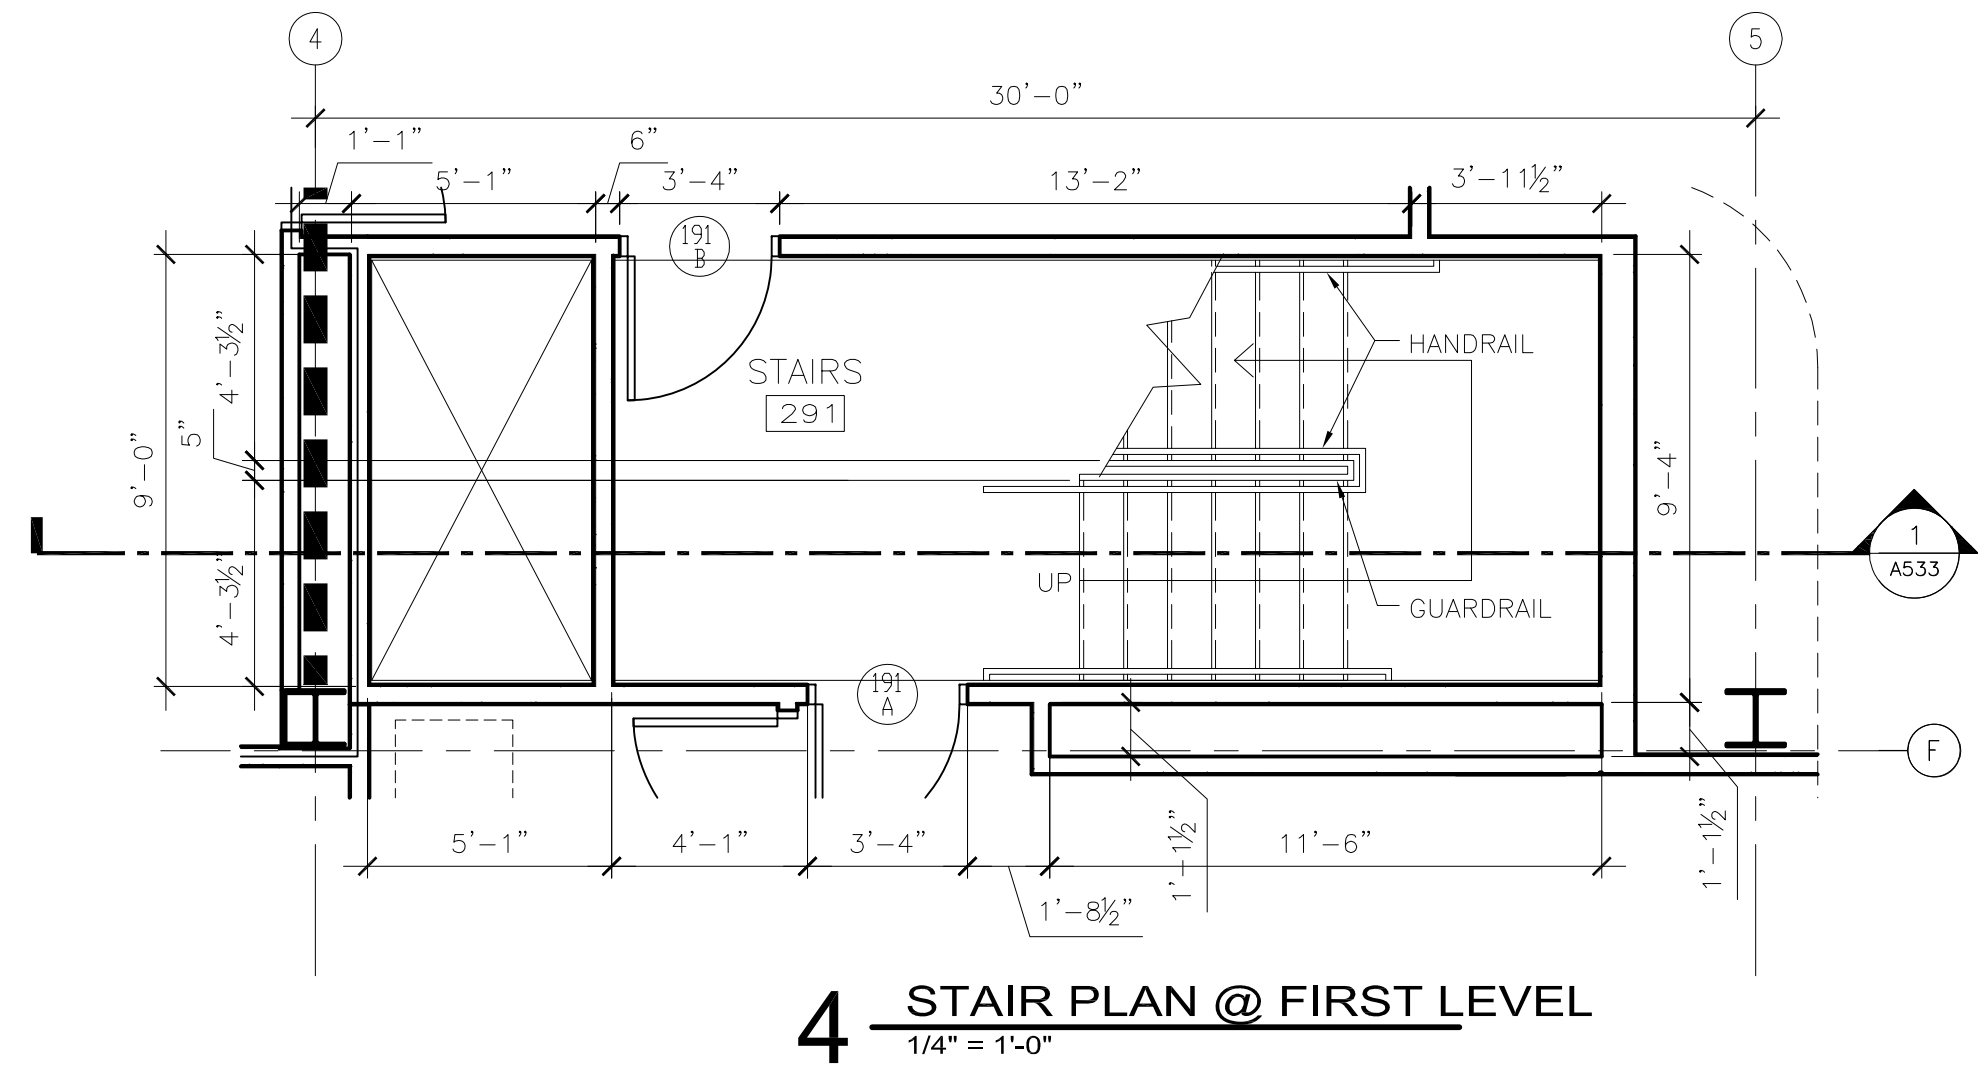 4
5
30'-0"
1'-1"
6"
5'-1"
3'-4"
13'-2"
3'-11½"
191
B
HANDRAIL
STAIRS
291
4'-3½"
5"
9'-0"
9'-4"
1
A533
UP
4'-3½"
GUARDRAIL
191
A
F
5'-1"
4'-1"
3'-4"
1'-1½"
11'-6"
1'-1½"
1'-8½"
4 STAIR PLAN @ FIRST LEVEL
1/4" = 1'-0"